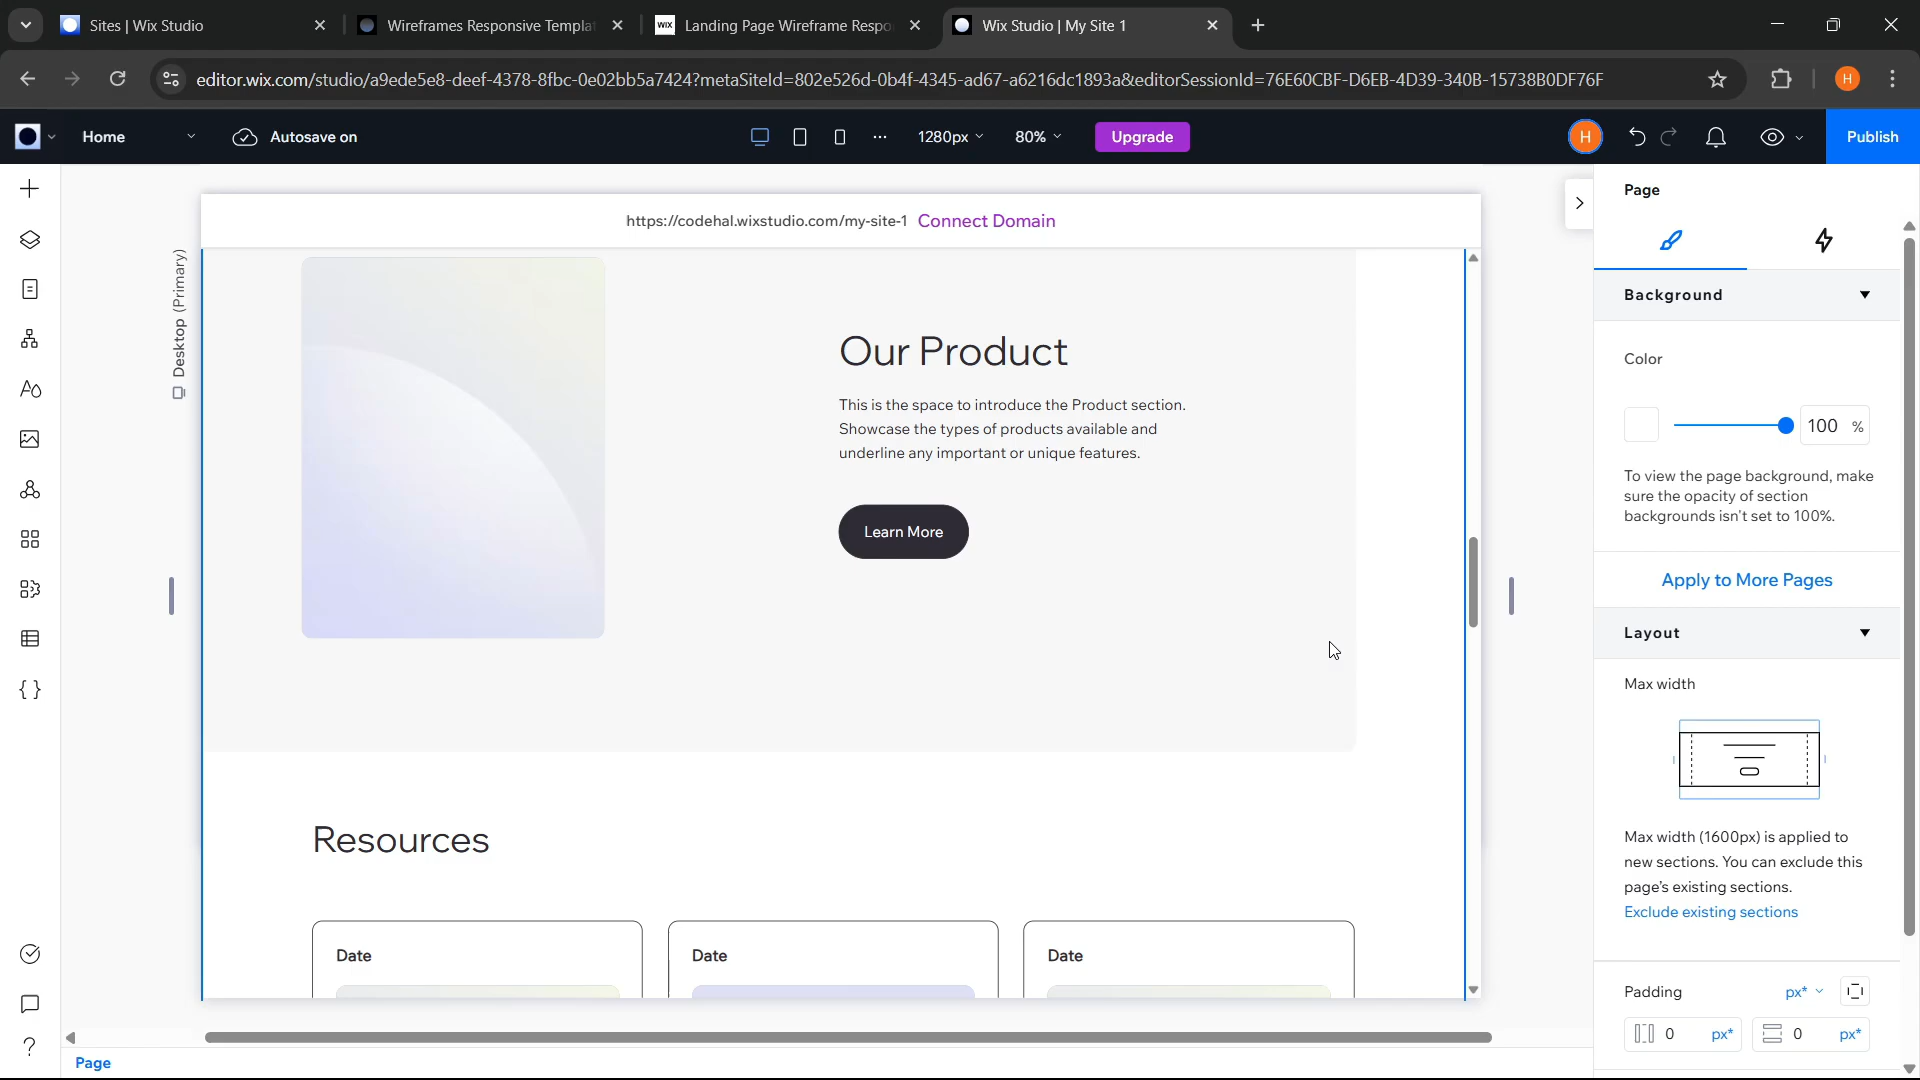 Sites | Wix Studio
Wireframes Responsive Templa
WIX
Landing Page Wireframe Respo
Wix Studio | My Site 1
editor.wix.com/studio/a9ede5e8-deef-4378-8fbc-0e02bb5a7424?metaSiteId=802e526d-0b4f-4345-ad67-a6216dc1893a&editorSessionId=76E60CBF-D6EB-4D39-340B-15738B0DF76F
H
Home
Autosave on
1280px
80%
Upgrade
H
Publish
Page
https://codehal.wixstudio.com/my-site-1 Connect Domain
Desktop (Primary)
Background
Our Product
Color
This is the space to introduce the Product section.
Showcase the types of products available and
underline any important or unique features.
100 %
To view the page background, make
sure the opacity of section
backgrounds isn't set to 100%.
Learn More
Apply to More Pages
Layout
Max width
Resources
Max width (1600px) is applied to
new sections. You can exclude this
page's existing sections.
Exclude existing sections
Date
Date
Date
Padding
px*
0 px*
0 px*
Page